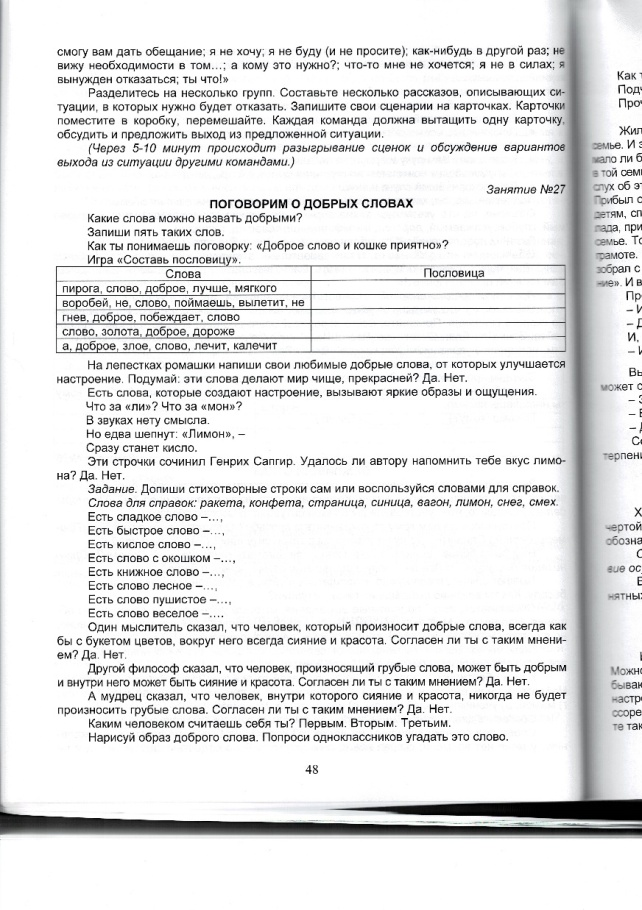 смогу вам дать обещание; я не хочу; я не буду (и не просите); как-нибудь в другой раз; не
вижу необходимости в том...; а кому это нужно?; что-то мне не хочется; я не в силах; я
вынужден отказаться; ты что!»
Разделитесь на несколько групп. Составьте несколько рассказов, описывающих си-
туации, в которых нужно будет отказать. Запишите свои сценарии на карточках. Карточки
поместите в коробку, перемешайте. Каждая команда должна вытащить одну карточку,
обсудить и предложить выход из предложенной ситуации.
(Через 5-10 минут происходит разыгрывание сценок и обсуждение вариантов
выхода из ситуации другими командами.)
Занятие №27
ПОГОВОРИМ О ДОБРЫХ СЛОВАХ
Какие слова можно назвать добрыми?
Запиши пять таких слов.
Как ты понимаешь поговорку: «Доброе слово и кошке приятно»?
Игра «Составь пословицу».
Слова Пословица
пирога, слово, доброе, лучше, мягкого
воробей, не, слово, поймаешь, вылетит, не
гнев, доброе, побеждает, слово
слово, золота, доброе, дороже
а, доброе, злое, слово, лечит, калечит
На лепестках ромашки напиши свои любимые добрые слова, от которых улучшается
настроение. Подумай: эти слова делают мир чище, прекрасней? Да. Нет.
Есть слова, которые создают настроение, вызывают яркие образы и ощущения.
Что за «ли»? Что за «мон»?
В звуках нету смысла.
Но едва шепнут: «Лимон», –
Сразу станет кисло.
Эти строчки сочинил Генрих Сапгир. Удалось ли автору напомнить тебе вкус лимо-
на? Да. Нет.
Задание. Допиши стихотворные строки сам или воспользуйся словами для справок.
Слова для справок: ракета, конфета, страница, синица, вагон, лимон, снег, смех.
Есть сладкое слово –...,
Есть быстрое слово –...,
Есть кислое слово –...,
Есть слово с окошком –...,
Есть книжное слово –...,
Есть слово лесное –...,
Есть слово пушистое –...,
Есть слово веселое –....
Один мыслитель сказал, что человек, который произносит добрые слова, всегда как
бы с букетом цветов, вокруг него всегда сияние и красота. Согласен ли ты с таким мнени-
ем? Да. Нет.
Другой философ сказал, что человек, произносящий грубые слова, может быть добрым
и внутри него может быть сияние и красота. Согласен ли ты с таким мнением? Да. Нет.
А мудрец сказал, что человек, внутри которого сияние и красота, никогда не будет
произносить грубые слова. Согласен ли ты с таким мнением? Да. Нет.
Каким человеком считаешь себя ты? Первым. Вторым. Третьим.
Нарисуй образ доброго слова. Попроси одноклассников угадать это слово.
48